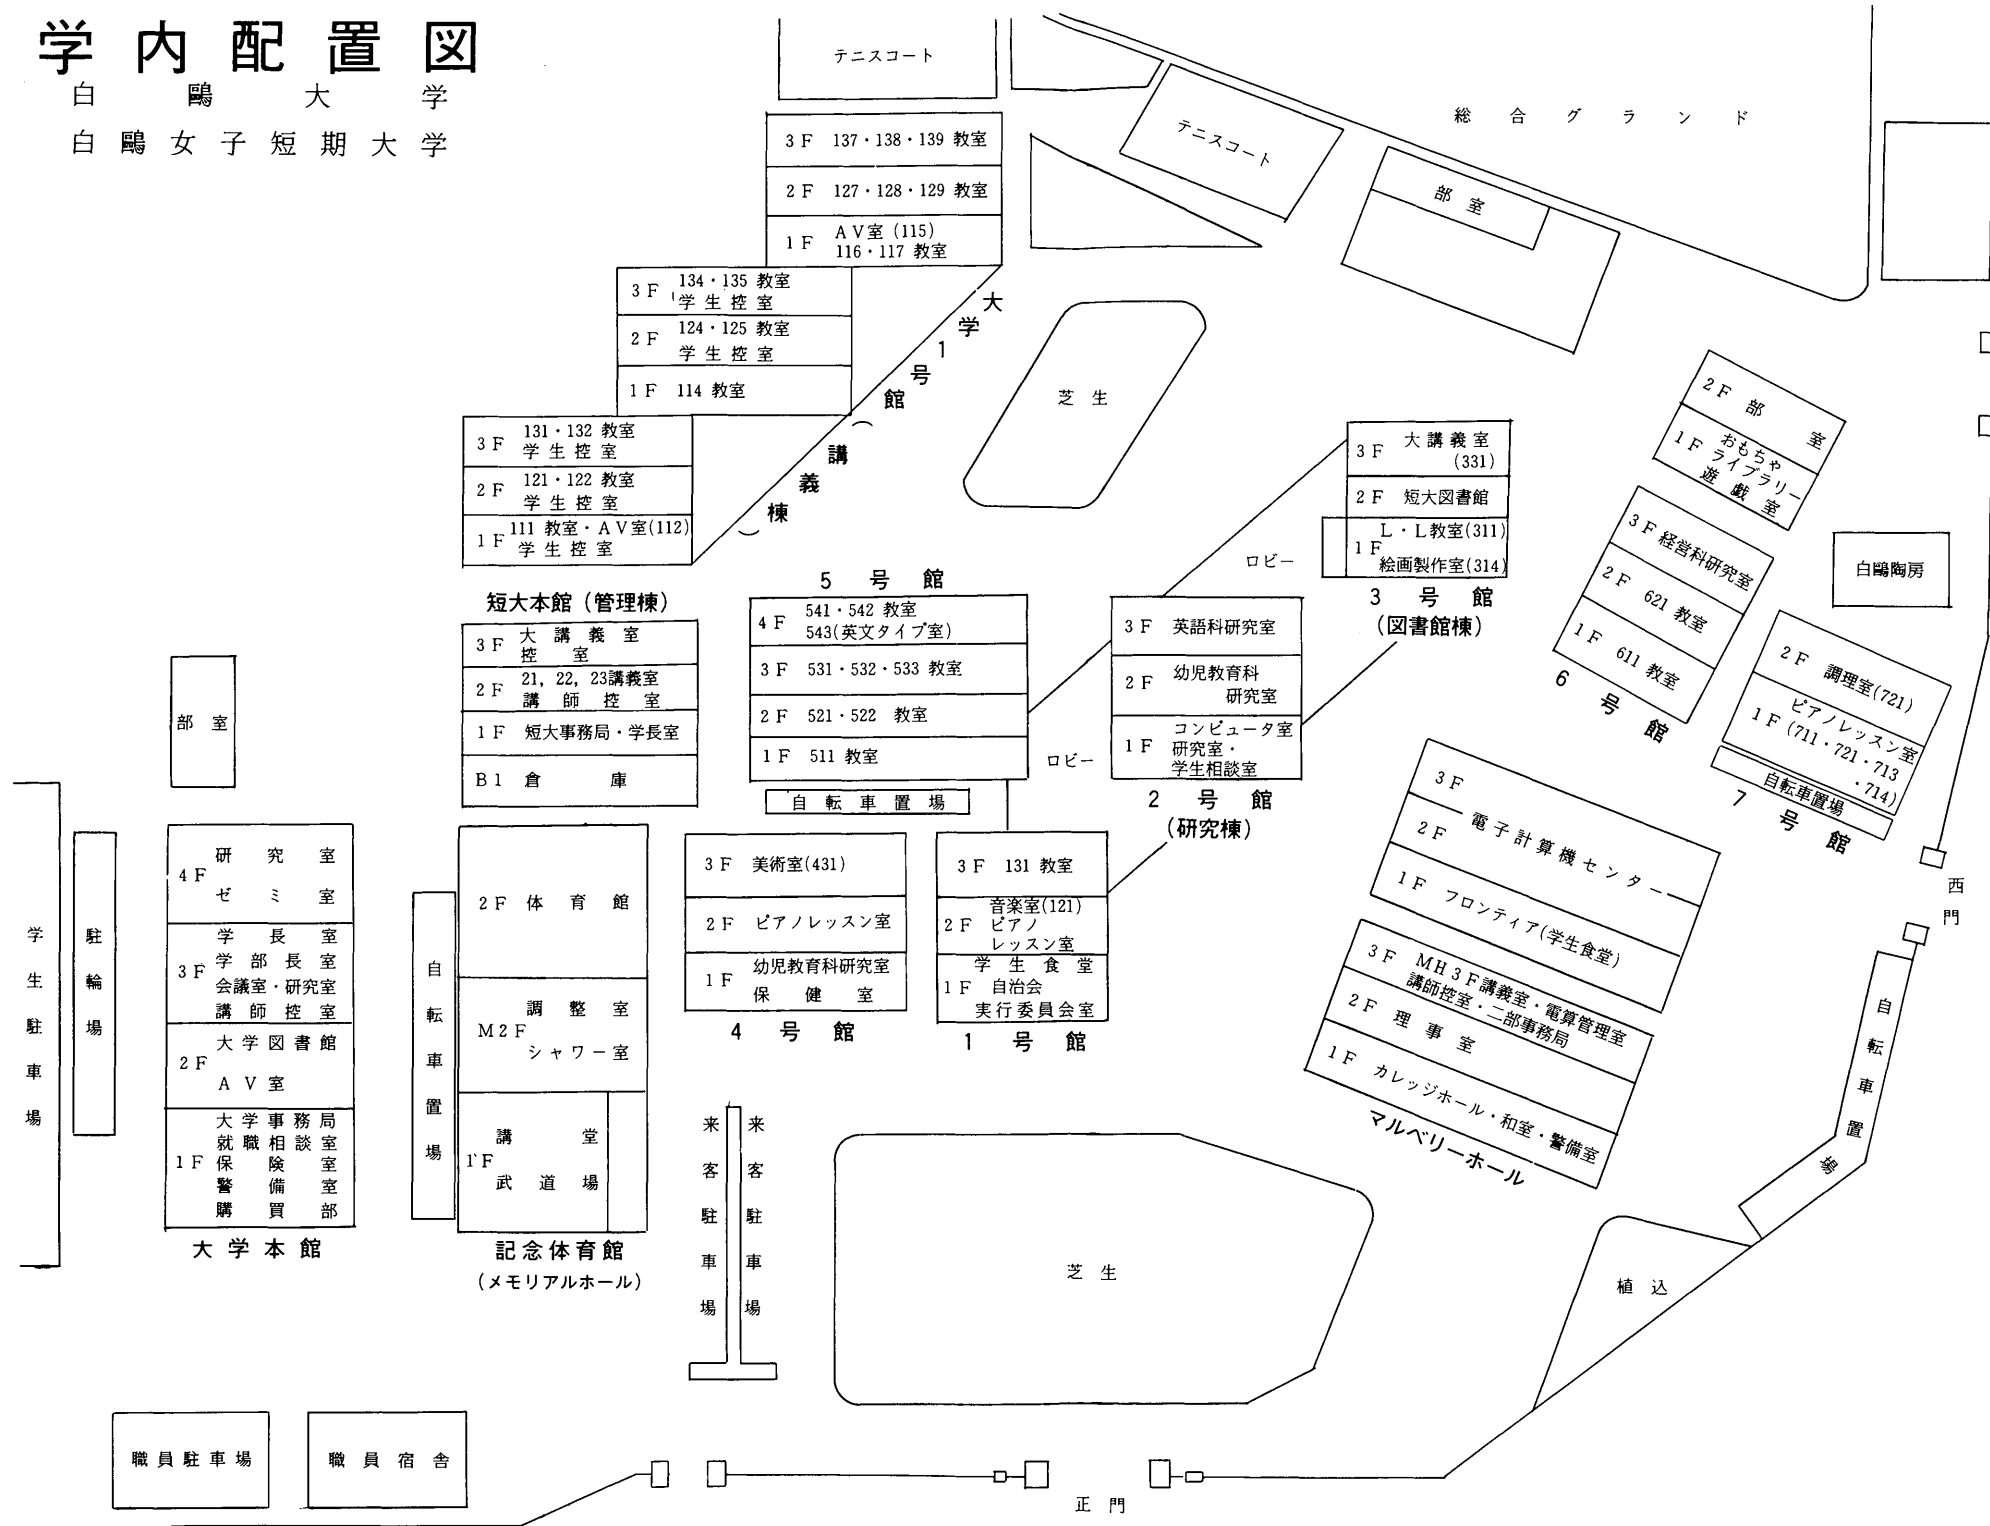 学内配置図
白鷗大学
白鷗女子短期大学
テニスコート
テニスコート
総合グランド
部室
3F 137・138・139 教室
2F 127・128・129 教室
1F AV室(115)
116・117 教室
3F 134・135 教室
学生控室
2F 124・125 教室
学生控室
1F 114 教室
3F 131・132 教室
学生控室
2F 121・122 教室
学生控室
1F 111 教室・AV室(112)
学生控室
大学1号館(講義棟)
芝生
3F 大講義室
(331)
2F 短大図書館
1F L・L教室(311)
絵画製作室(314)
3号館
(図書館棟)
ロビー
2F 部室
1F おもちゃ
ライブラリー
遊戯室
3F 経営科研究室
2F 621 教室
1F 611 教室
6号館
白鷗陶房
2F 調理室(721)
1F ピアノレッスン室
(711・721・713
・714)
自転車置場
7号館
短大本館(管理棟)
3F 大講義室
控室
2F 21, 22, 23講義室
講師控室
1F 短大事務局・学長室
B1 倉庫
5号館
4F 541・542 教室
543(英文タイプ室)
3F 531・532・533 教室
2F 521・522 教室
1F 511 教室
自転車置場
ロビー
3F 英語科研究室
2F 幼児教育科
研究室
1F コンピュータ室
研究室・
学生相談室
2号館
(研究棟)
部室
学生駐車場
駐輪場
4F 研究室
ゼミ室
3F 学長室
学部長室
会議室・研究室
講師控室
2F 大学図書館
AV室
1F 大学事務局
就職相談室
保険室
警備室
購買部
大学本館
自転車置場
2F 体育館
M2F 調整室
シャワー室
1F 講堂
武道場
記念体育館
(メモリアルホール)
3F 美術室(431)
2F ピアノレッスン室
1F 幼児教育科研究室
保健室
4号館
3F 131 教室
2F 音楽室(121)
ピアノ
レッスン室
1F 学生食堂
自治会
実行委員会室
1号館
3F
2F 電子計算機センター
1F フロンティア(学生食堂)
3F MH3F講義室・電算管理室
講師控室・二部事務局
2F 理事室
1F カレッジホール・和室・警備室
マルベリーホール
西門
自転車置場
来客駐車場
来客駐車場
芝生
植込
職員駐車場
職員宿舎
正門